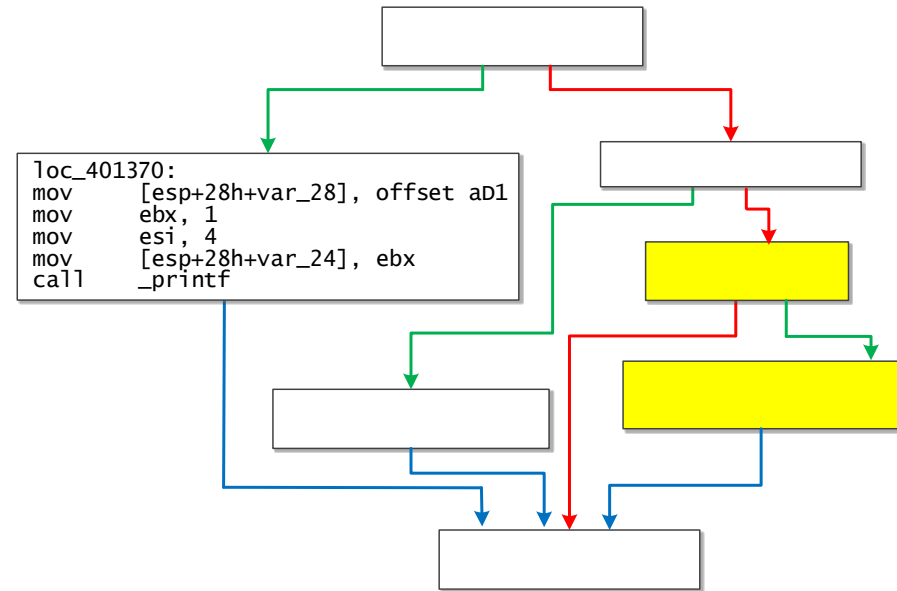 loc_401370:
mov [esp+28h+var_28], offset aD1
mov ebx, 1
mov esi, 4
mov [esp+28h+var_24], ebx
call _printf